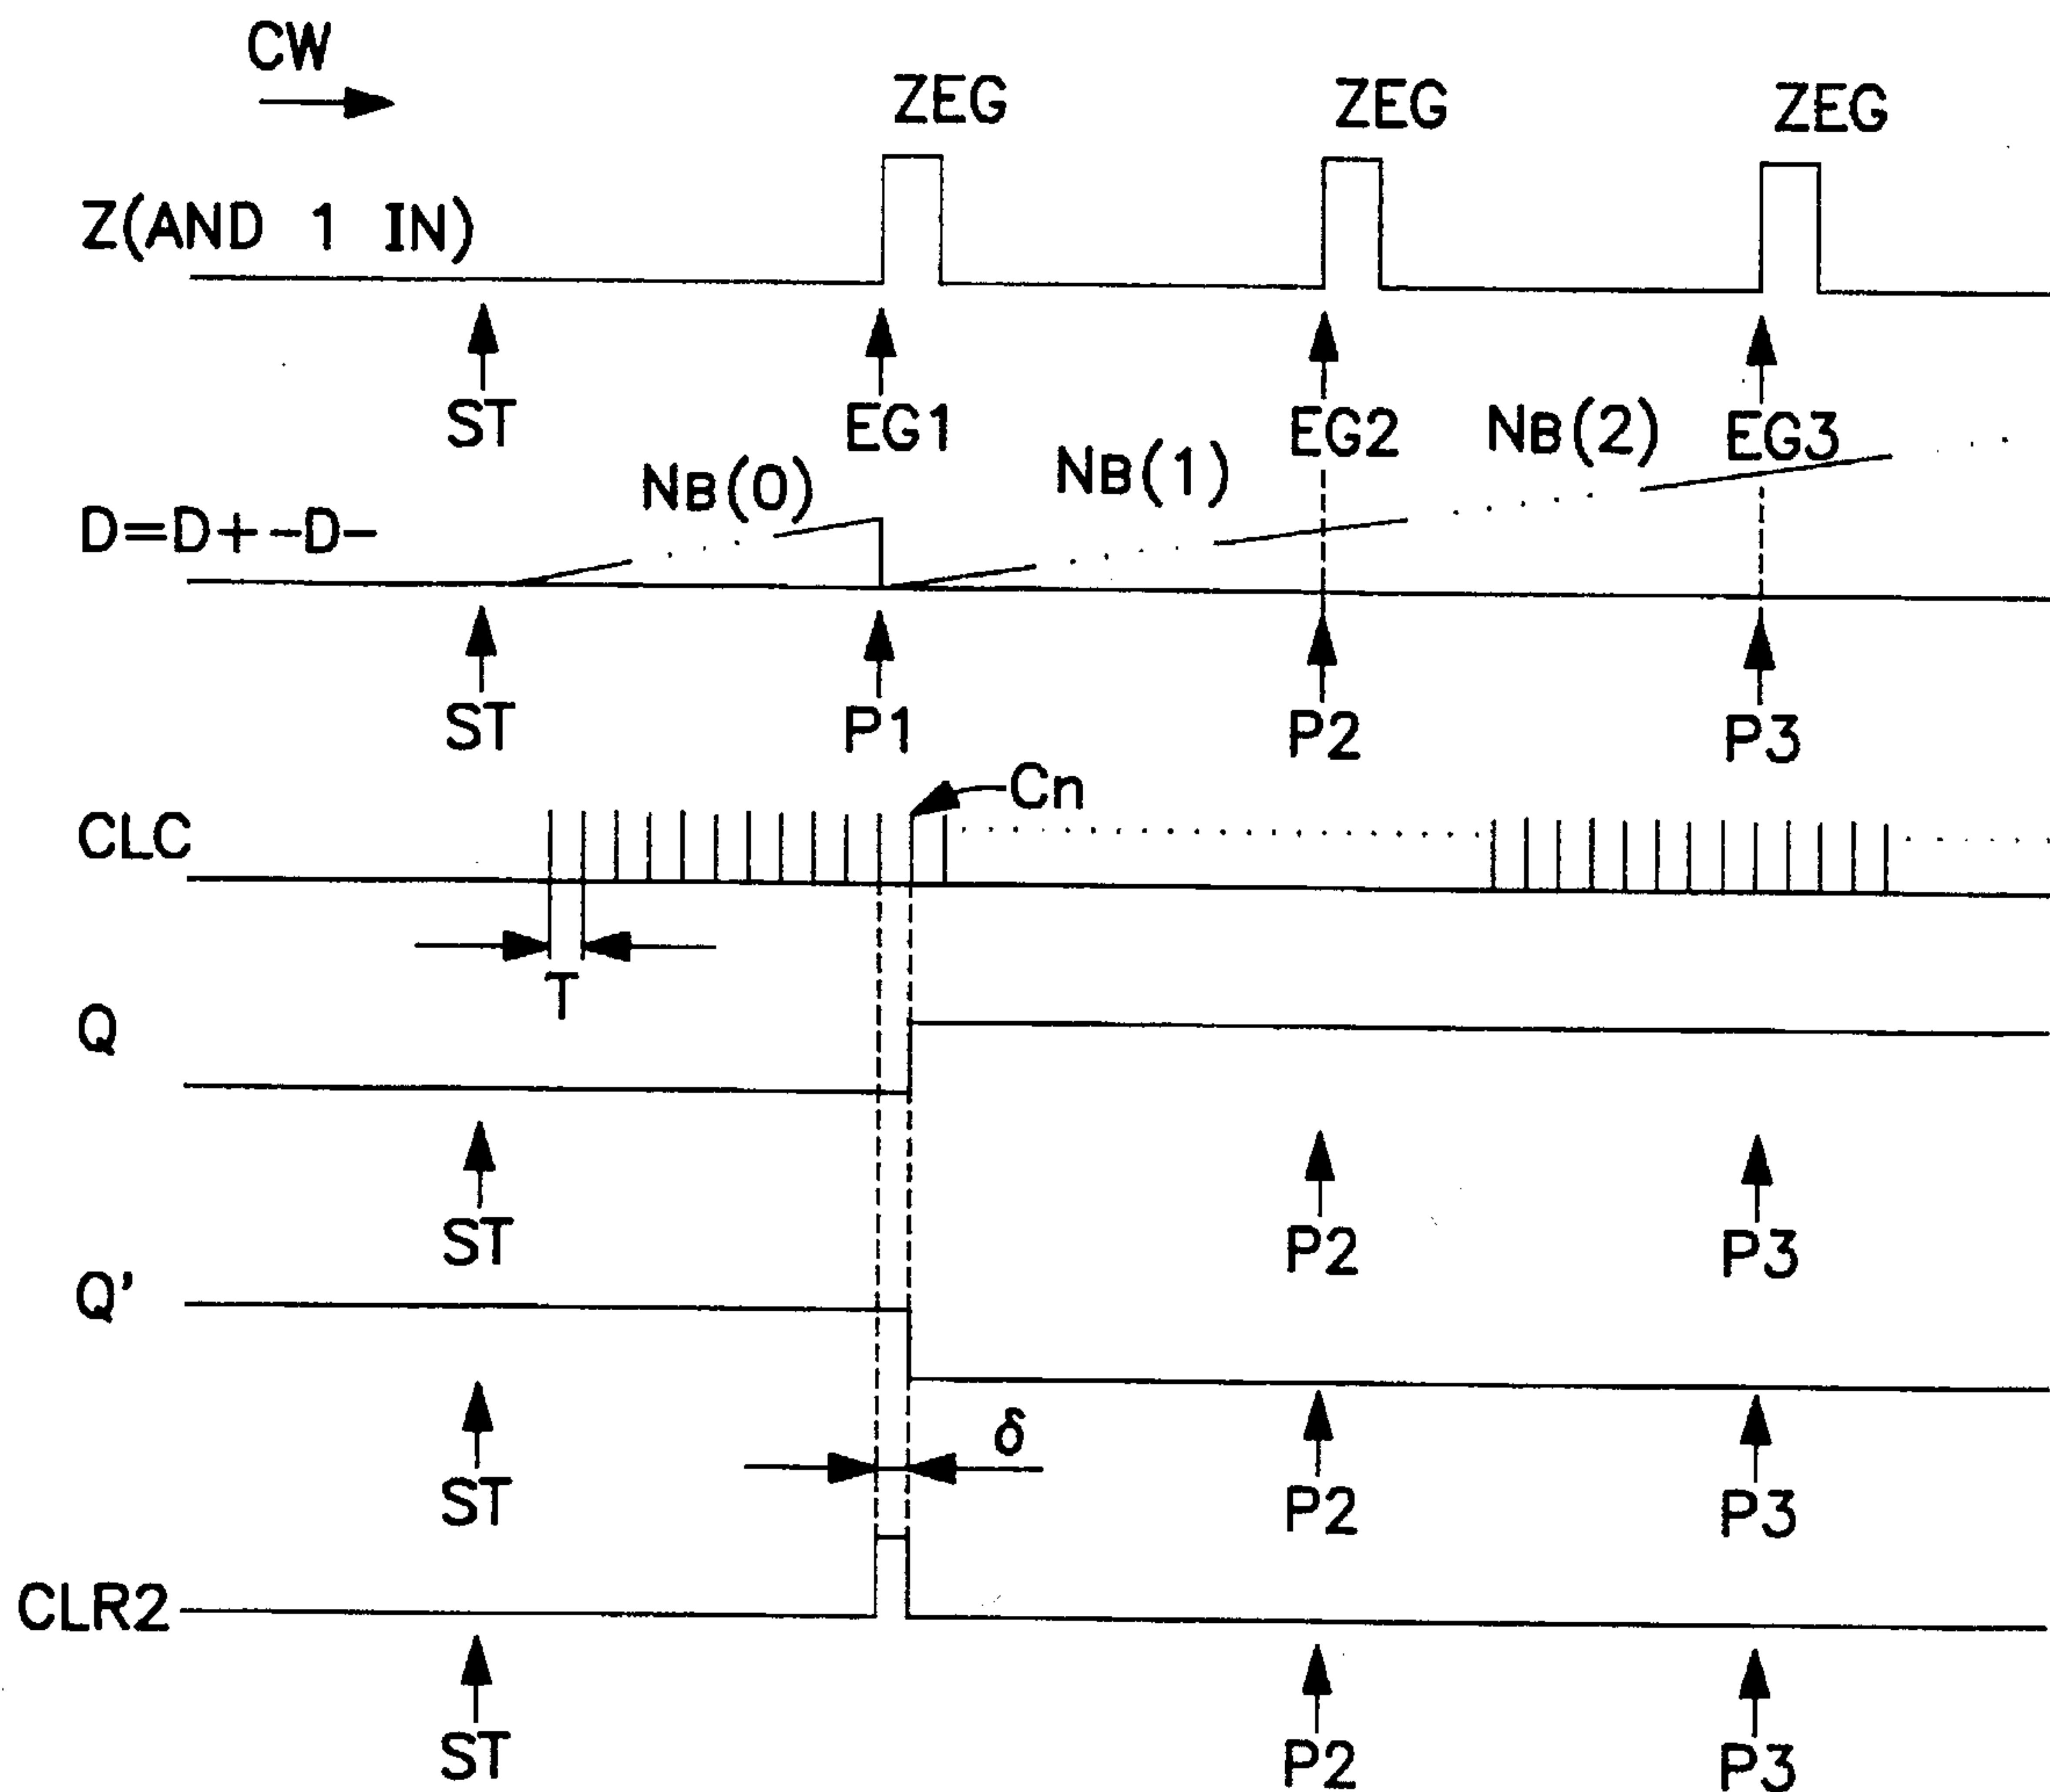 CW
ZEG ZEG ZEG
Z(AND 1 IN)
ST EG1 EG2 NB(2) EG3
NB(0) NB(1)
D=D+-D-
ST P1 P2 P3
Cn
CLC
T
Q
ST P2 P3
Q'
δ
ST P2 P3
CLR2
ST P2 P3